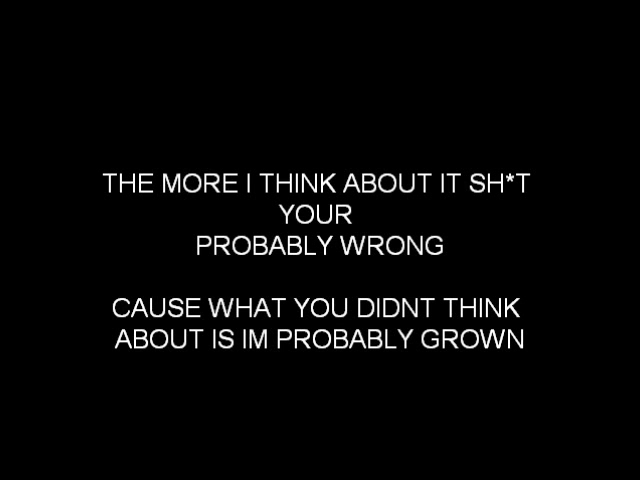 THE MORE I THINK ABOUT IT SH*T
YOUR
PROBABLY WRONG
CAUSE WHAT YOU DIDNT THINK
ABOUT IS IM PROBABLY GROWN